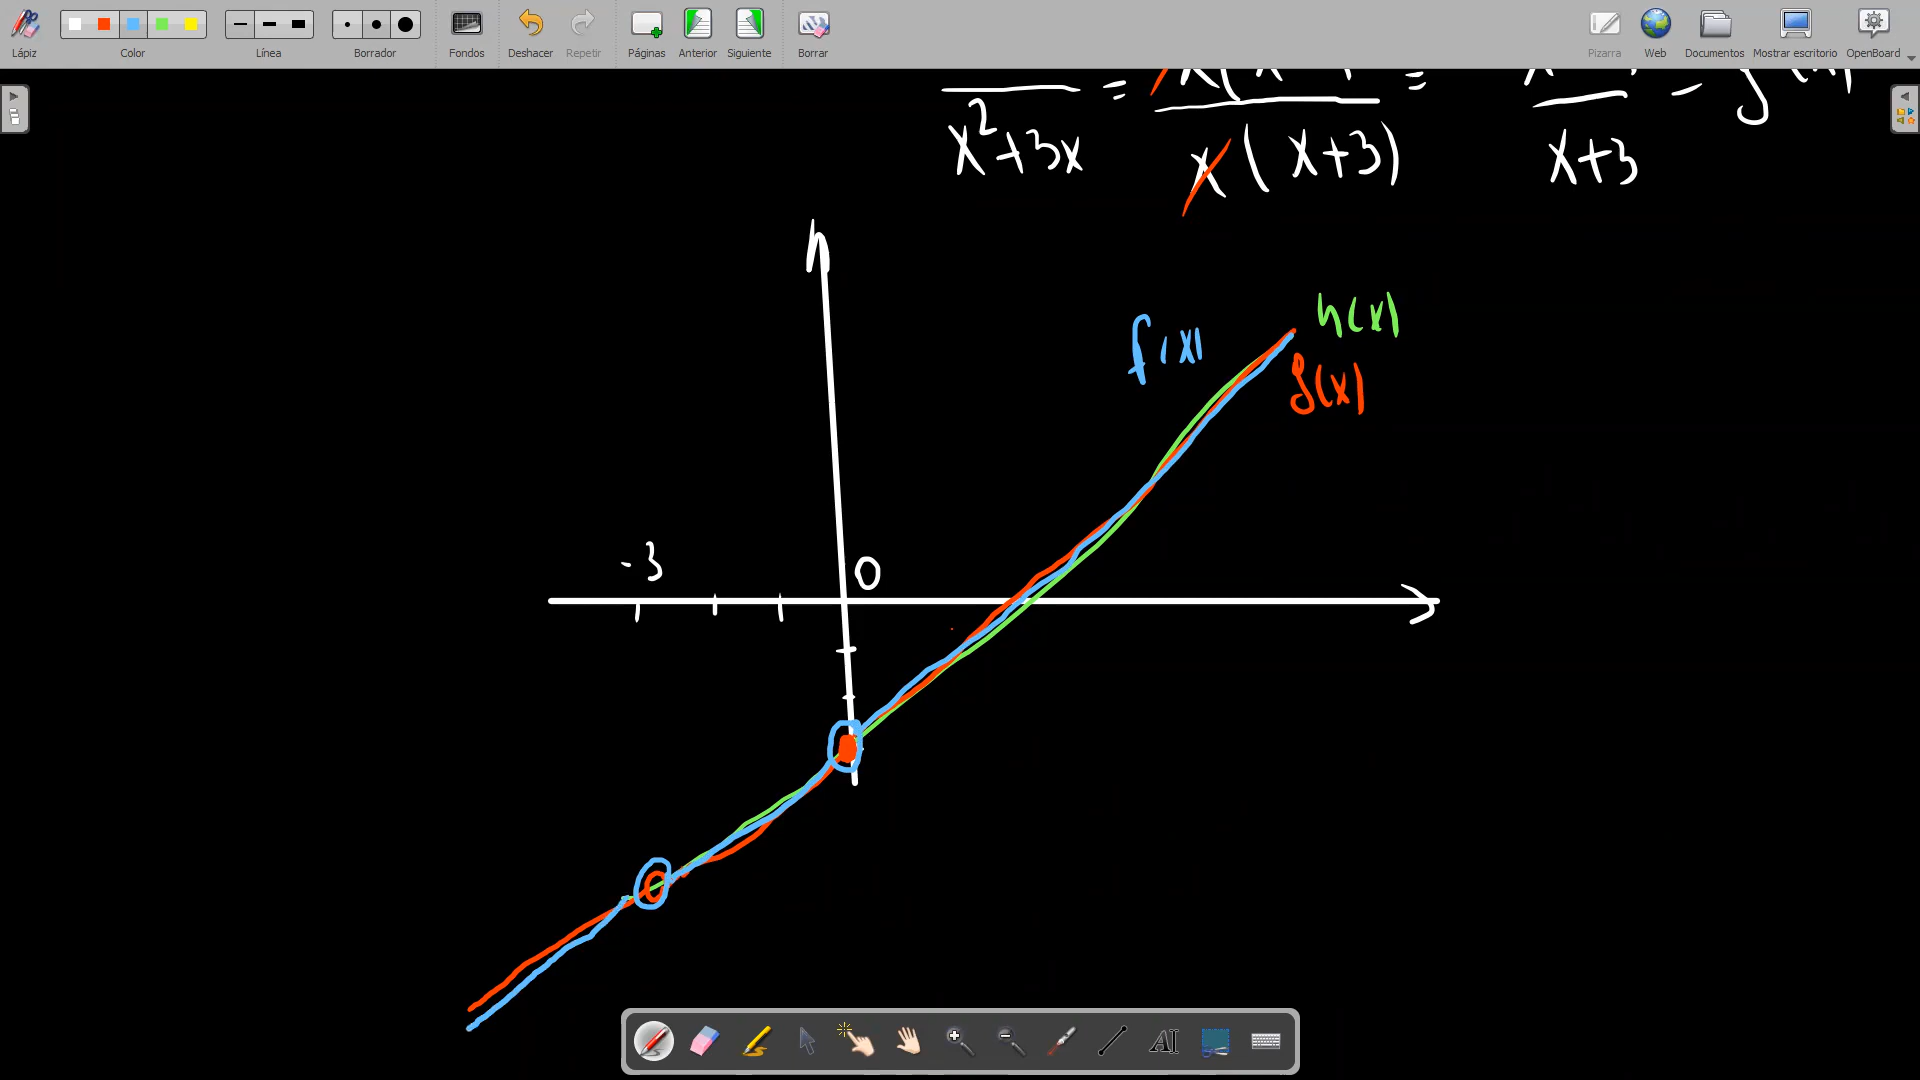 Lápiz Color Línea Borrador Fondos Deshacer Repetir Páginas Anterior Siguiente Borrar Pizarra Web Documentos Mostrar escritorio OpenBoard
= =
x²+3x x(x+3) x+3
h(x)
f(x)
g(x)
-3
0
AI